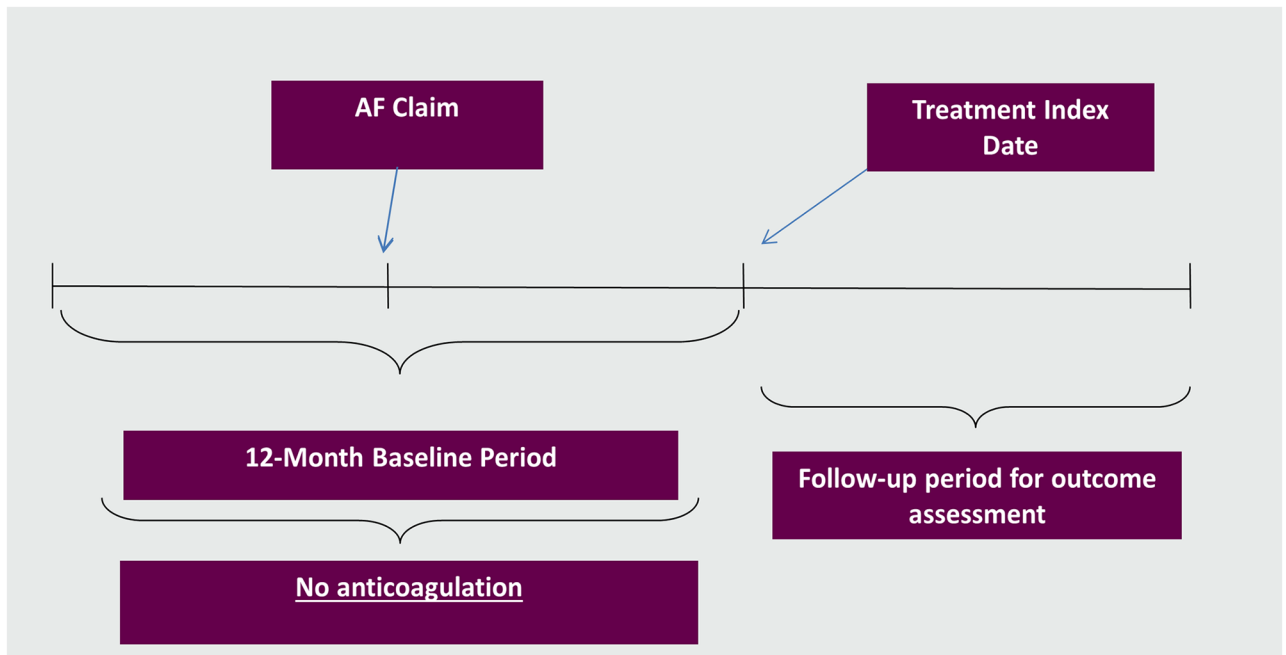 AF Claim
Treatment Index
Date
12-Month Baseline Period
Follow-up period for outcome
assessment
No anticoagulation